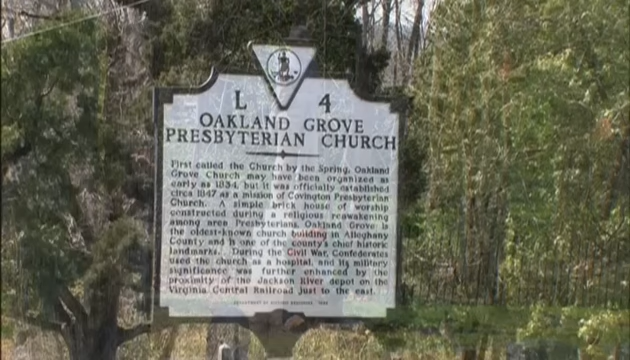 L 4
OAKLAND GROVE
PRESBYTERIAN CHURCH
First called the Church by the Spring, Oakland
Grove Church may have been organized as
early as 1834, but it was officially established
circa 1847 as a mission of Covington Presbyterian
Church. A simple brick house of worship
constructed during a religious reawakening
among area Presbyterians, Oakland Grove is
the oldest-known church building in Alleghany
County and is one of the county's chief historic
landmarks. During the Civil War, Confederates
used the church as a hospital, and its military
significance was further enhanced by the
proximity of the Jackson River depot on the
Virginia Central Railroad just to the east.
DEPARTMENT OF HISTORIC RESOURCES,